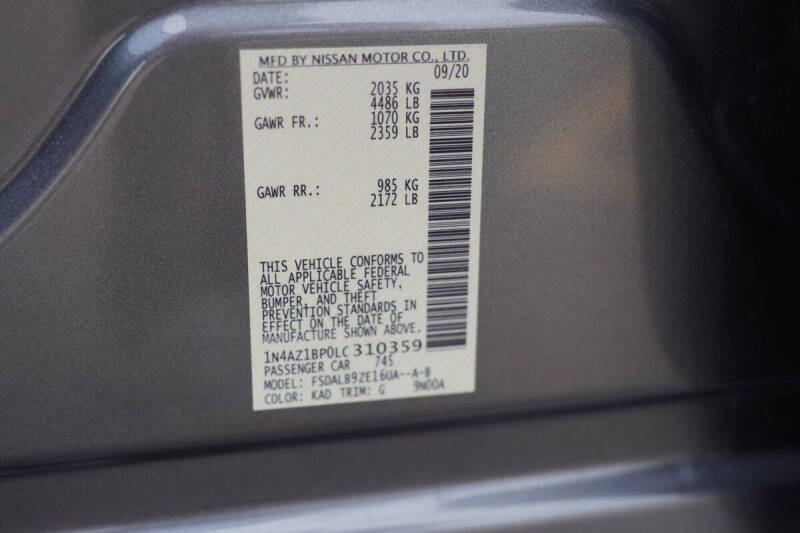 MFD BY NISSAN MOTOR CO., LTD.
DATE: 09/20
GVWR: 2035 KG
4486 LB
GAWR FR.: 1070 KG
2359 LB
GAWR RR.: 985 KG
2172 LB
THIS VEHICLE CONFORMS TO
ALL APPLICABLE FEDERAL
MOTOR VEHICLE SAFETY,
BUMPER, AND THEFT
PREVENTION STANDARDS IN
EFFECT ON THE DATE OF
MANUFACTURE SHOWN ABOVE.
1N4AZ1BP0LC310359
PASSENGER CAR 745
MODEL: FSDALB9ZE16UA--A-B
COLOR: KAD TRIM: G 9N00A